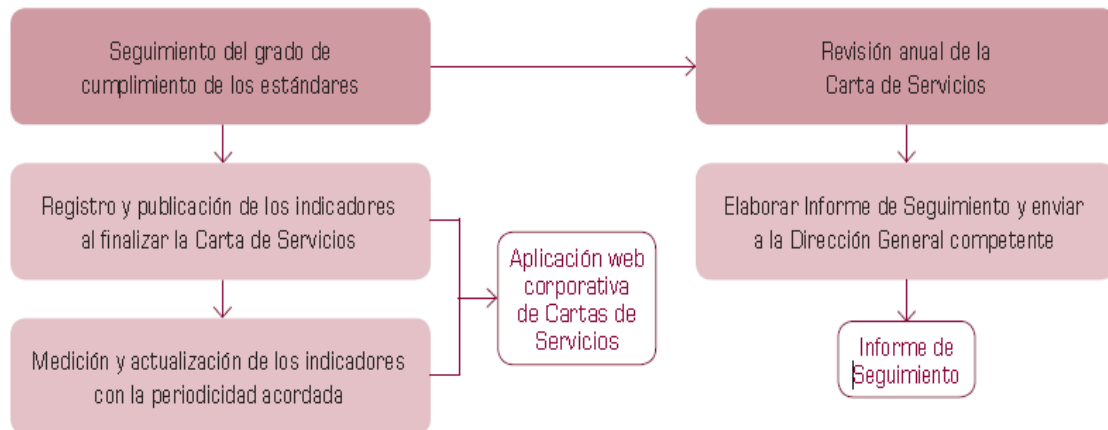 Seguimiento del grado de
cumplimiento de los estándares
Revisión anual de la
Carta de Servicios
Registro y publicación de los indicadores
al finalizar la Carta de Servicios
Elaborar Informe de Seguimiento y enviar
a la Dirección General competente
Aplicación web
corporativa
de Cartas de
Servicios
Medición y actualización de los indicadores
con la periodicidad acordada
Informe de
Seguimiento